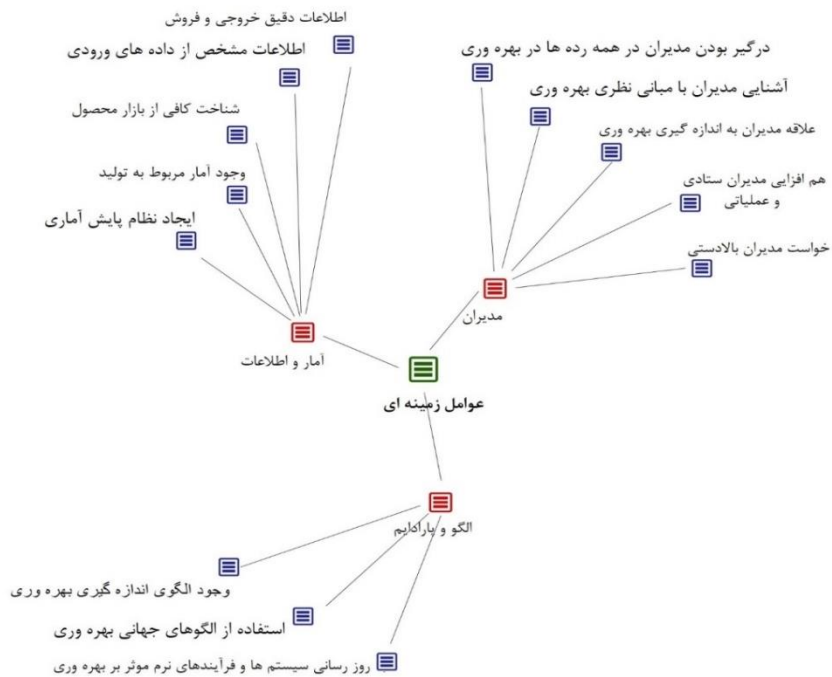 اطلاعات دقیق خروجی و فروش
اطلاعات مشخص از داده های ورودی
شناخت کافی از بازار محصول
وجود آمار مربوط به تولید
ایجاد نظام پایش آماری
آمار و اطلاعات
درگیر بودن مدیران در همه رده ها در بهره وری
آشنایی مدیران با مبانی نظری بهره وری
علاقه مدیران به اندازه گیری بهره وری
هم افزایی مدیران ستادی
و عملیاتی
خواست مدیران بالادستی
مدیران
عوامل زمینه ای
الگو و پارادایم
وجود الگوی اندازه گیری بهره وری
استفاده از الگوهای جهانی بهره وری
روز رسانی سیستم ها و فرآیندهای نرم موثر بر بهره وری